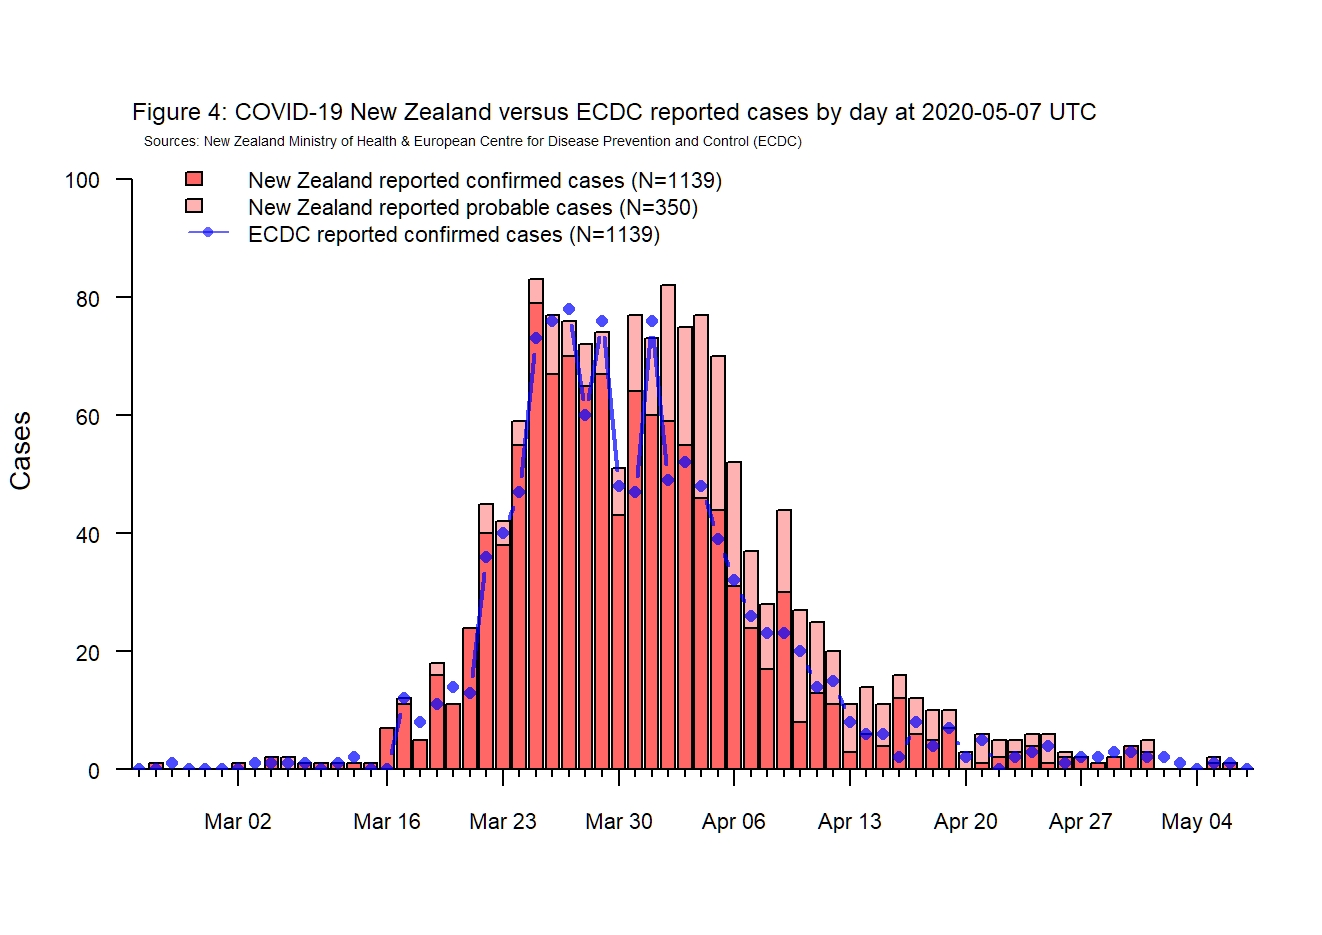 Figure 4: COVID-19 New Zealand versus ECDC reported cases by day at 2020-05-07 UTC
Sources: New Zealand Ministry of Health & European Centre for Disease Prevention and Control (ECDC)
New Zealand reported confirmed cases (N=1139)
New Zealand reported probable cases (N=350)
ECDC reported confirmed cases (N=1139)
Cases
100
80
60
40
20
0
Mar 02 Mar 16 Mar 23 Mar 30 Apr 06 Apr 13 Apr 20 Apr 27 May 04